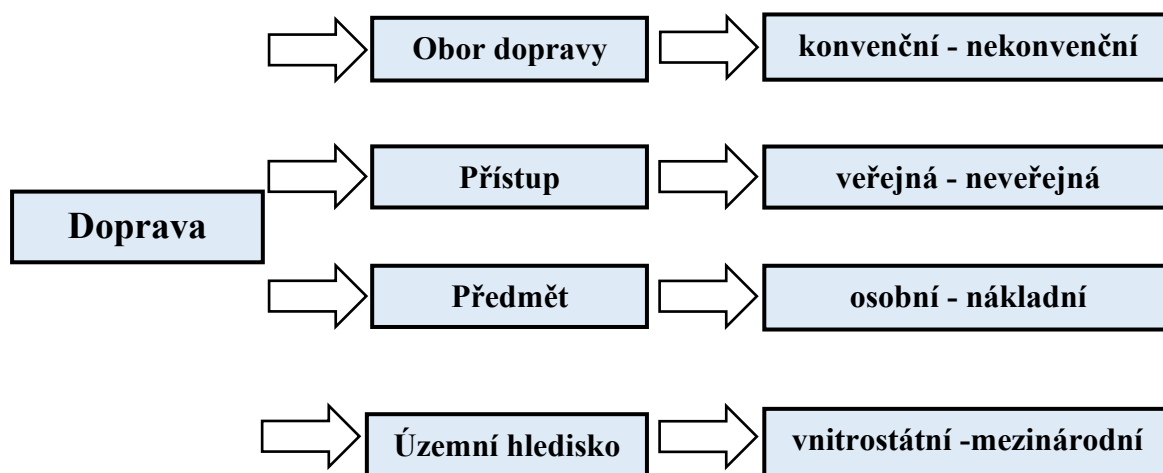 Obor dopravy
konvenční - nekonvenční
Přístup
veřejná - neveřejná
Doprava
Předmět
osobní - nákladní
Územní hledisko
vnitrostátní -mezinárodní